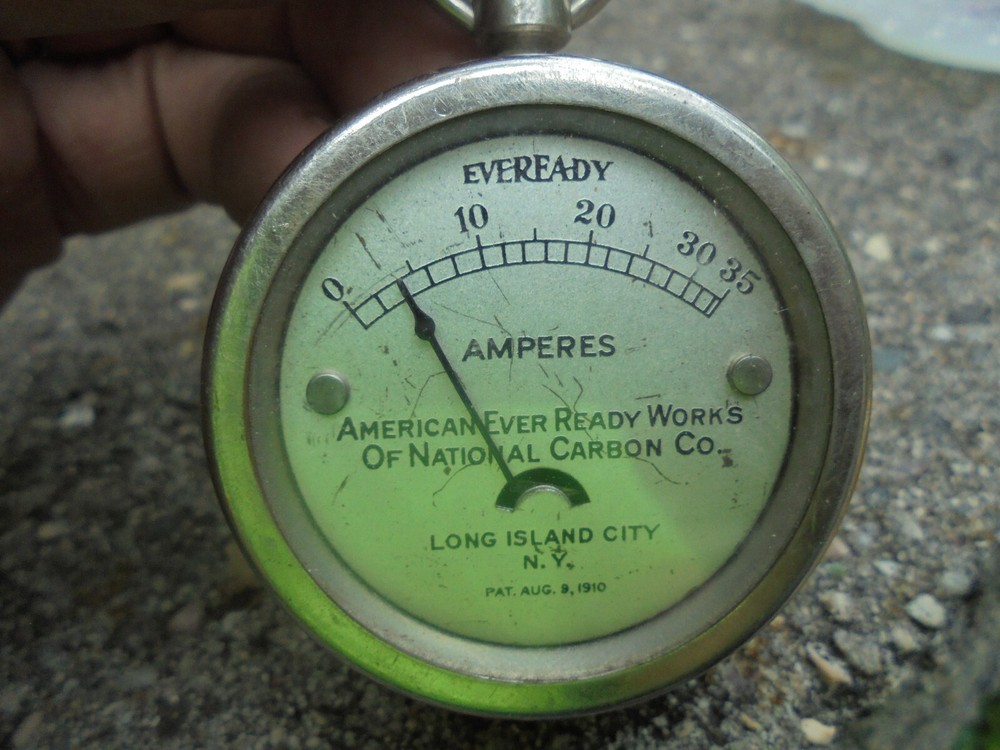 EVEREADY
0 10 20 30 35
AMPERES
AMERICAN EVER READY WORKS
OF NATIONAL CARBON CO.
LONG ISLAND CITY
N.Y.
PAT. AUG. 9, 1910